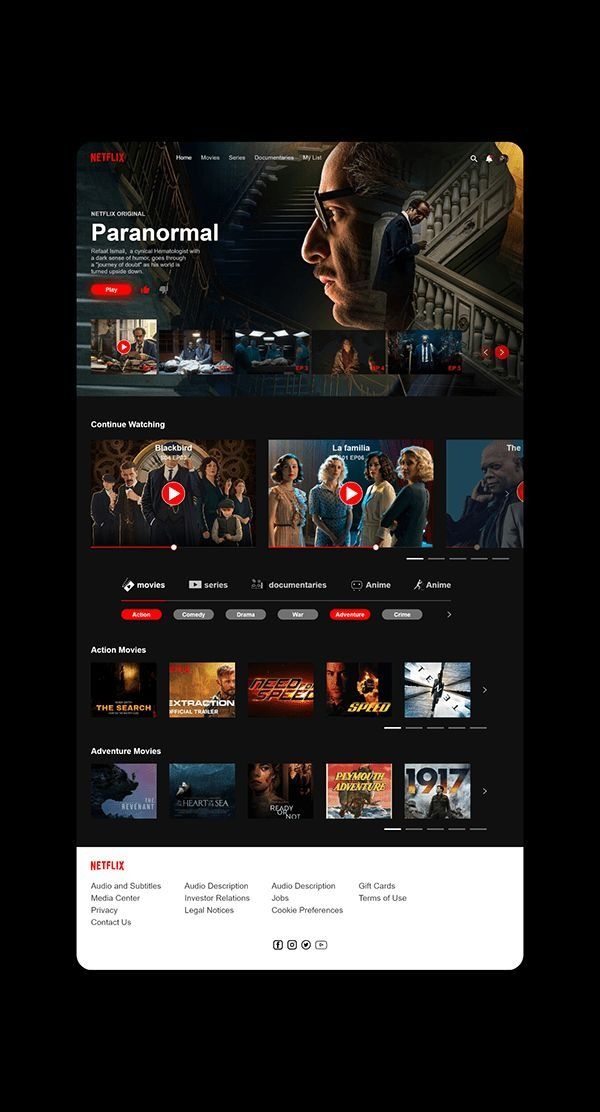 NETFLIX
Home Movies Series Documentaries My List
NETFLIX ORIGINAL
Paranormal
Refaat Ismail, a cynical Hematologist with
a dark sense of humor, goes through
a "journey of doubt" as his world is
turned upside down.
Play
EP 3 EP 4 EP 5
Continue Watching
Blackbird La familia The
S01 EP06
movies series documentaries Anime Anime
Action Comedy Drama War Adventure Crime
Action Movies
THE SEARCH
EXTRACTION
OFFICIAL TRAILER
NEED FOR
SPEED
SPEED
TENET
Adventure Movies
THE
REVENANT
IN THE
HEART OF THE
SEA
READY
OR
NOT
PLYMOUTH
ADVENTURE
1917
NETFLIX
Audio and Subtitles Audio Description Audio Description Gift Cards
Media Center Investor Relations Jobs Terms of Use
Privacy Legal Notices Cookie Preferences
Contact Us